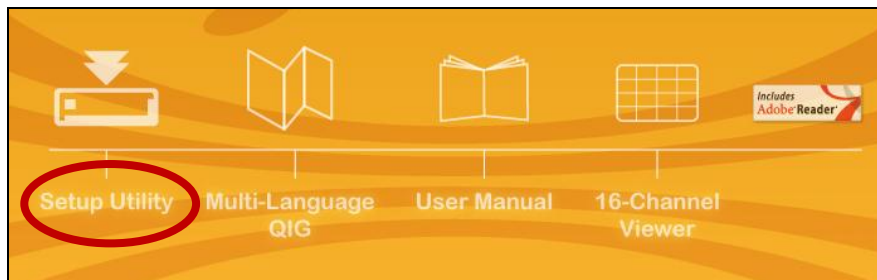 Includes
Adobe Reader
Setup Utility
Multi-Language
QIG
User Manual
16-Channel
Viewer